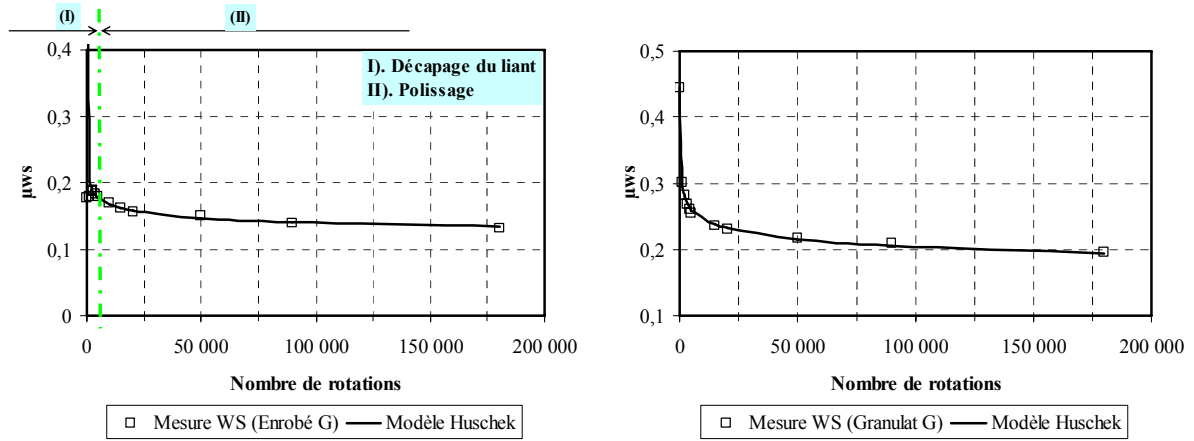 (I)
(II)
0,4
0,3
0,2
0,1
0
µws
I). Décapage du liant
II). Polissage
0
50 000
100 000
150 000
200 000
Nombre de rotations
Mesure WS (Enrobé G)
Modèle Huschek
0,5
0,4
0,3
0,2
0,1
µws
0
50 000
100 000
150 000
200 000
Nombre de rotations
Mesure WS (Granulat G)
Modèle Huschek